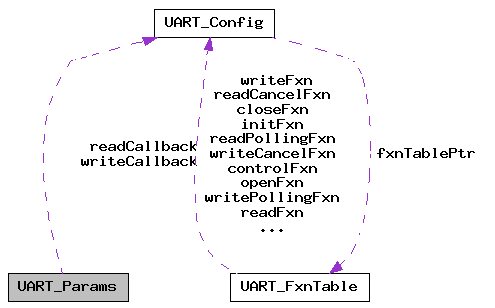 UART_Config
writeFxn
readCancelFxn
closeFxn
initFxn
readPollingFxn
writeCancelFxn
controlFxn
openFxn
writePollingFxn
readFxn
...
readCallback
writeCallback
fxnTablePtr
UART_Params
UART_FxnTable